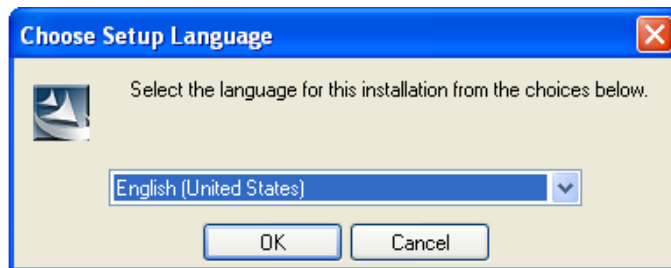 Choose Setup Language
Select the language for this installation from the choices below.
English (United States)
OK
Cancel